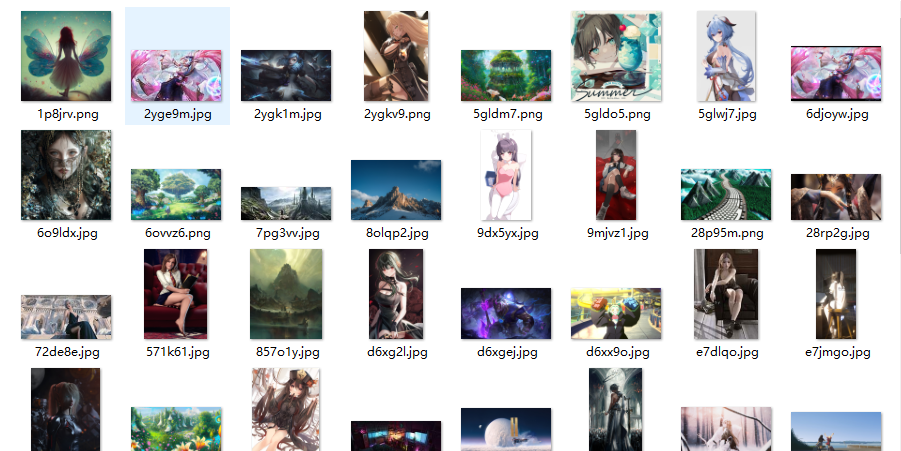 Summer
1p8jrv.png
2yge9m.jpg
2ygk1m.jpg
2ygkv9.png
5gldm7.png
5gldo5.png
5glwj7.jpg
6djoyw.jpg
6o9ldx.jpg
6ovvz6.png
7pg3vv.jpg
8olqp2.jpg
9dx5yx.jpg
9mjvz1.jpg
28p95m.png
28rp2g.jpg
72de8e.jpg
571k61.jpg
857o1y.jpg
d6xg2l.jpg
d6xgej.jpg
d6xx9o.jpg
e7dlqo.jpg
e7jmgo.jpg